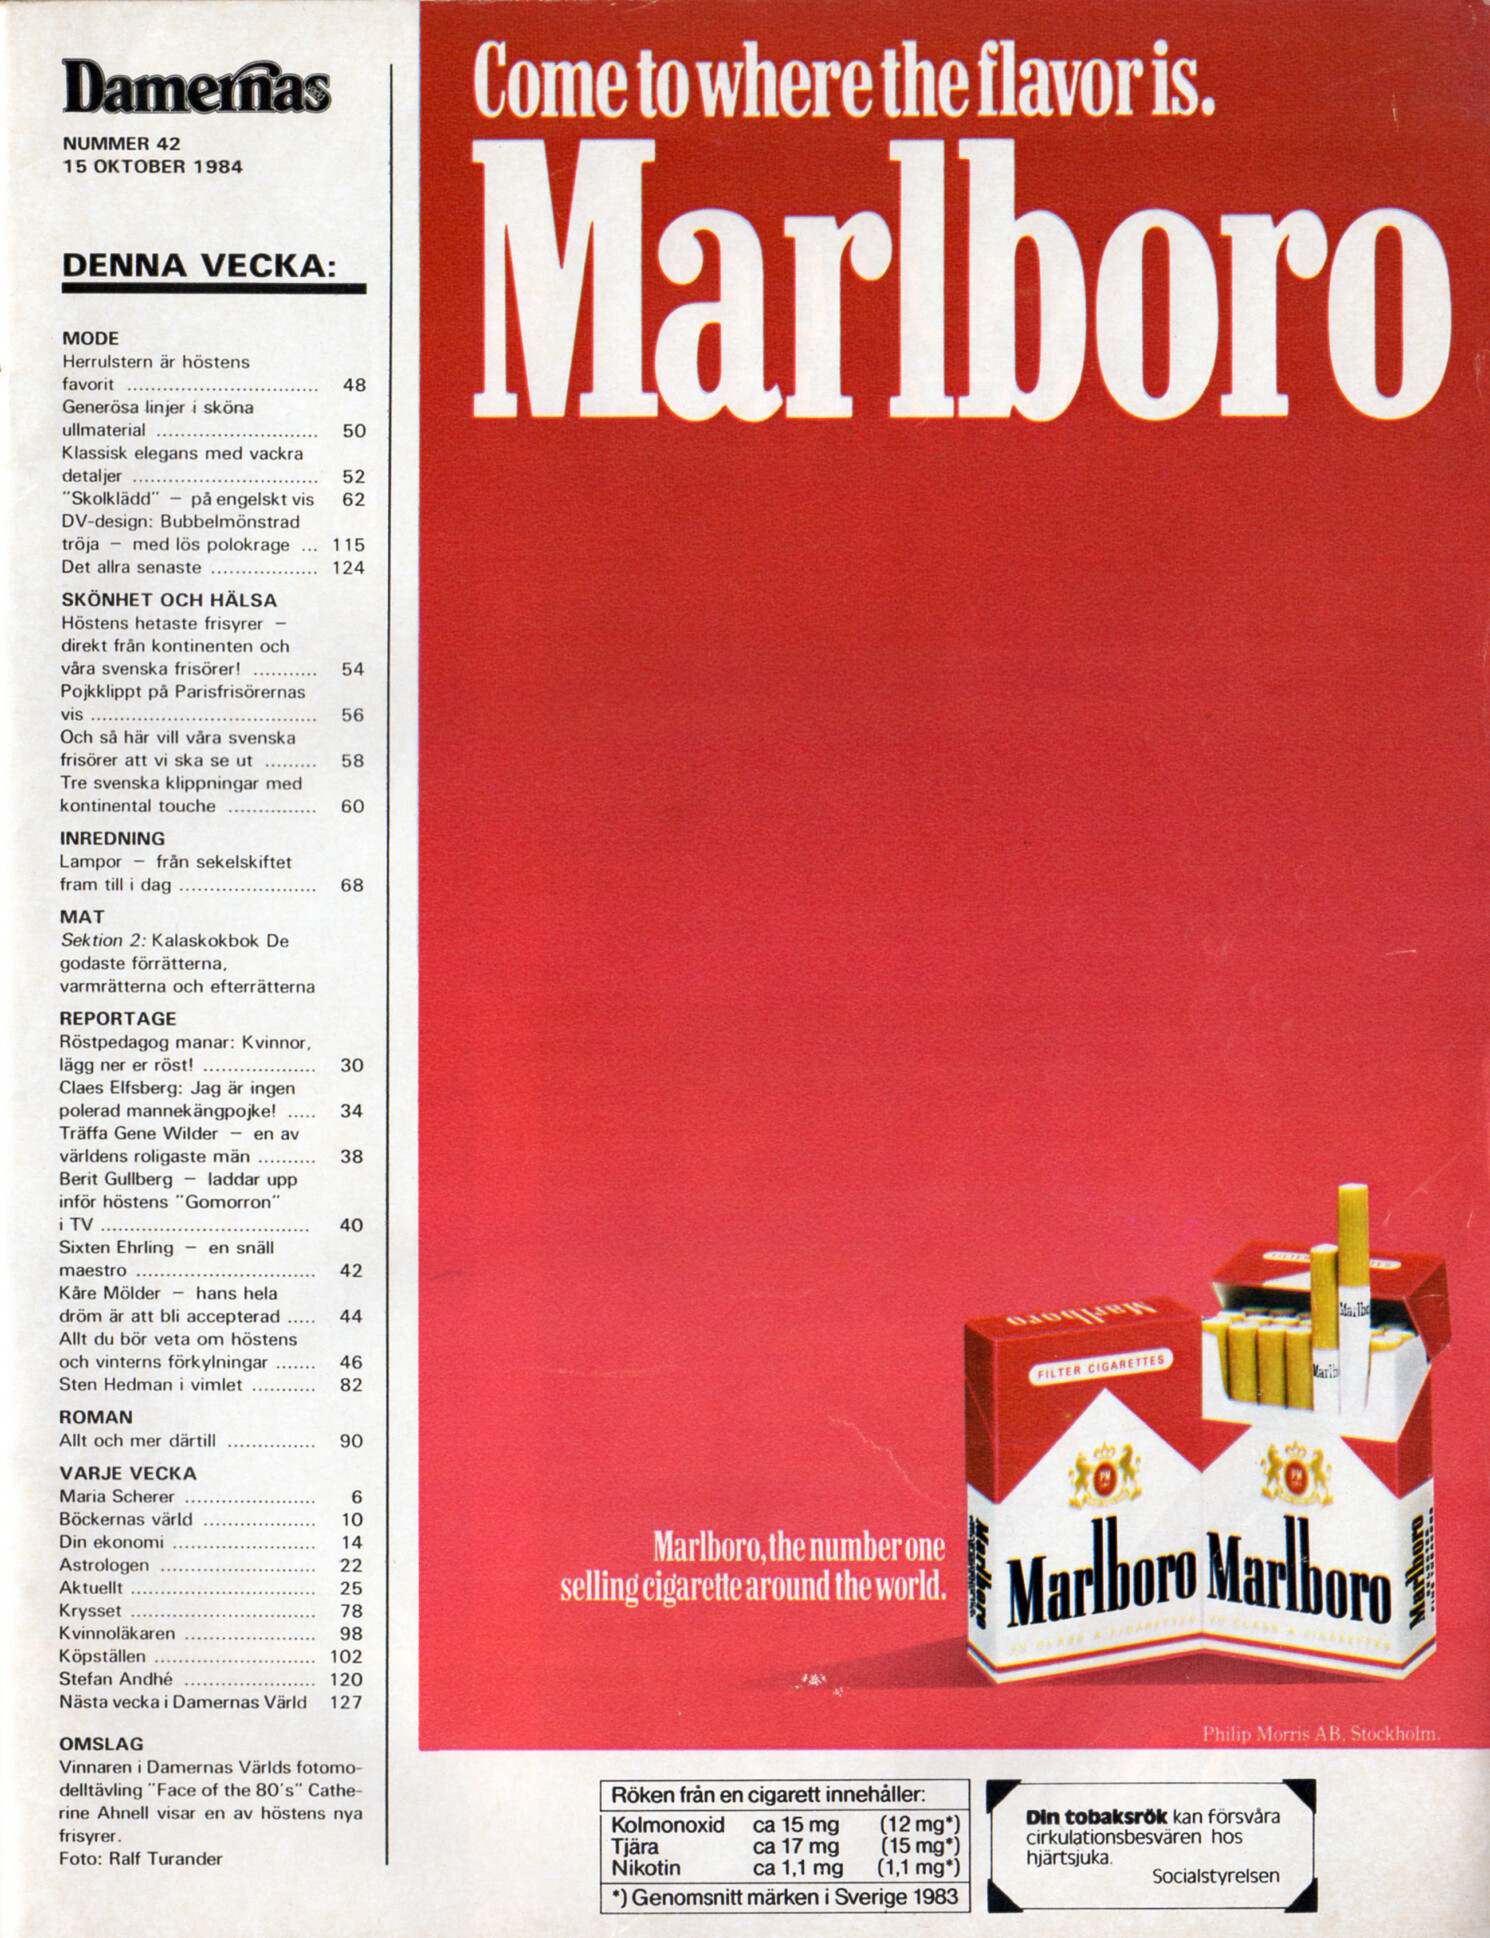 Damernas
NUMMER 42
15 OKTOBER 1984
DENNA VECKA:
MODE
Herrulstern är höstens
favorit ................................ 48
Generösa linjer i sköna
ullmaterial ........................... 50
Klassisk elegans med vackra
detaljer ............................... 52
"Skolklädd" – på engelskt vis 62
DV-design: Bubbelmönstrad
tröja – med lös polokrage ... 115
Det allra senaste .................. 124
SKÖNHET OCH HÄLSA
Höstens hetaste frisyrer –
direkt från kontinenten och
våra svenska frisörer! ........... 54
Pojkklippt på Parisfrisörernas
vis ...................................... 56
Och så här vill våra svenska
frisörer att vi ska se ut ......... 58
Tre svenska klippningar med
kontinental touche ............... 60
INREDNING
Lampor – från sekelskiftet
fram till i dag ....................... 68
MAT
Sektion 2: Kalaskokbok De
godaste förrätterna,
varmrätterna och efterrätterna
REPORTAGE
Röstpedagog manar: Kvinnor,
lägg ner er röst! ................... 30
Claes Elfsberg: Jag är ingen
polerad mannekängpojke! ..... 34
Träffa Gene Wilder – en av
världens roligaste män .......... 38
Berit Gullberg – laddar upp
inför höstens "Gomorron"
i TV ................................... 40
Sixten Ehrling – en snäll
maestro .............................. 42
Kåre Mölder – hans hela
dröm är att bli accepterad ..... 44
Allt du bör veta om höstens
och vinterns förkylningar ....... 46
Sten Hedman i vimlet ........... 82
ROMAN
Allt och mer därtill ............... 90
VARJE VECKA
Maria Scherer ...................... 6
Böckernas värld ................... 10
Din ekonomi ........................ 14
Astrologen .......................... 22
Aktuellt ............................... 25
Krysset ............................... 78
Kvinnoläkaren ...................... 98
Köpställen ........................... 102
Stefan Andhé ...................... 120
Nästa vecka i Damernas Värld 127
OMSLAG
Vinnaren i Damernas Världs fotomo-
delltävling "Face of the 80's" Cathe-
rine Ahnell visar en av höstens nya
frisyrer.
Foto: Ralf Turander
Come to where the flavor is.
Marlboro
Marlboro, the number one
selling cigarette around the world.
Marlboro
FILTER CIGARETTES
Marlboro
Marlboro
20 CLASS A CIGARETTES
Marlboro
20 CLASS A CIGARETTES
Marlboro
Philip Morris AB, Stockholm.
Röken från en cigarett innehåller:
Kolmonoxid ca 15 mg (12 mg*)
Tjära ca 17 mg (15 mg*)
Nikotin ca 1,1 mg (1,1 mg*)
*) Genomsnitt märken i Sverige 1983
Din tobaksrök kan försvåra
cirkulationsbesvären hos
hjärtsjuka.
Socialstyrelsen